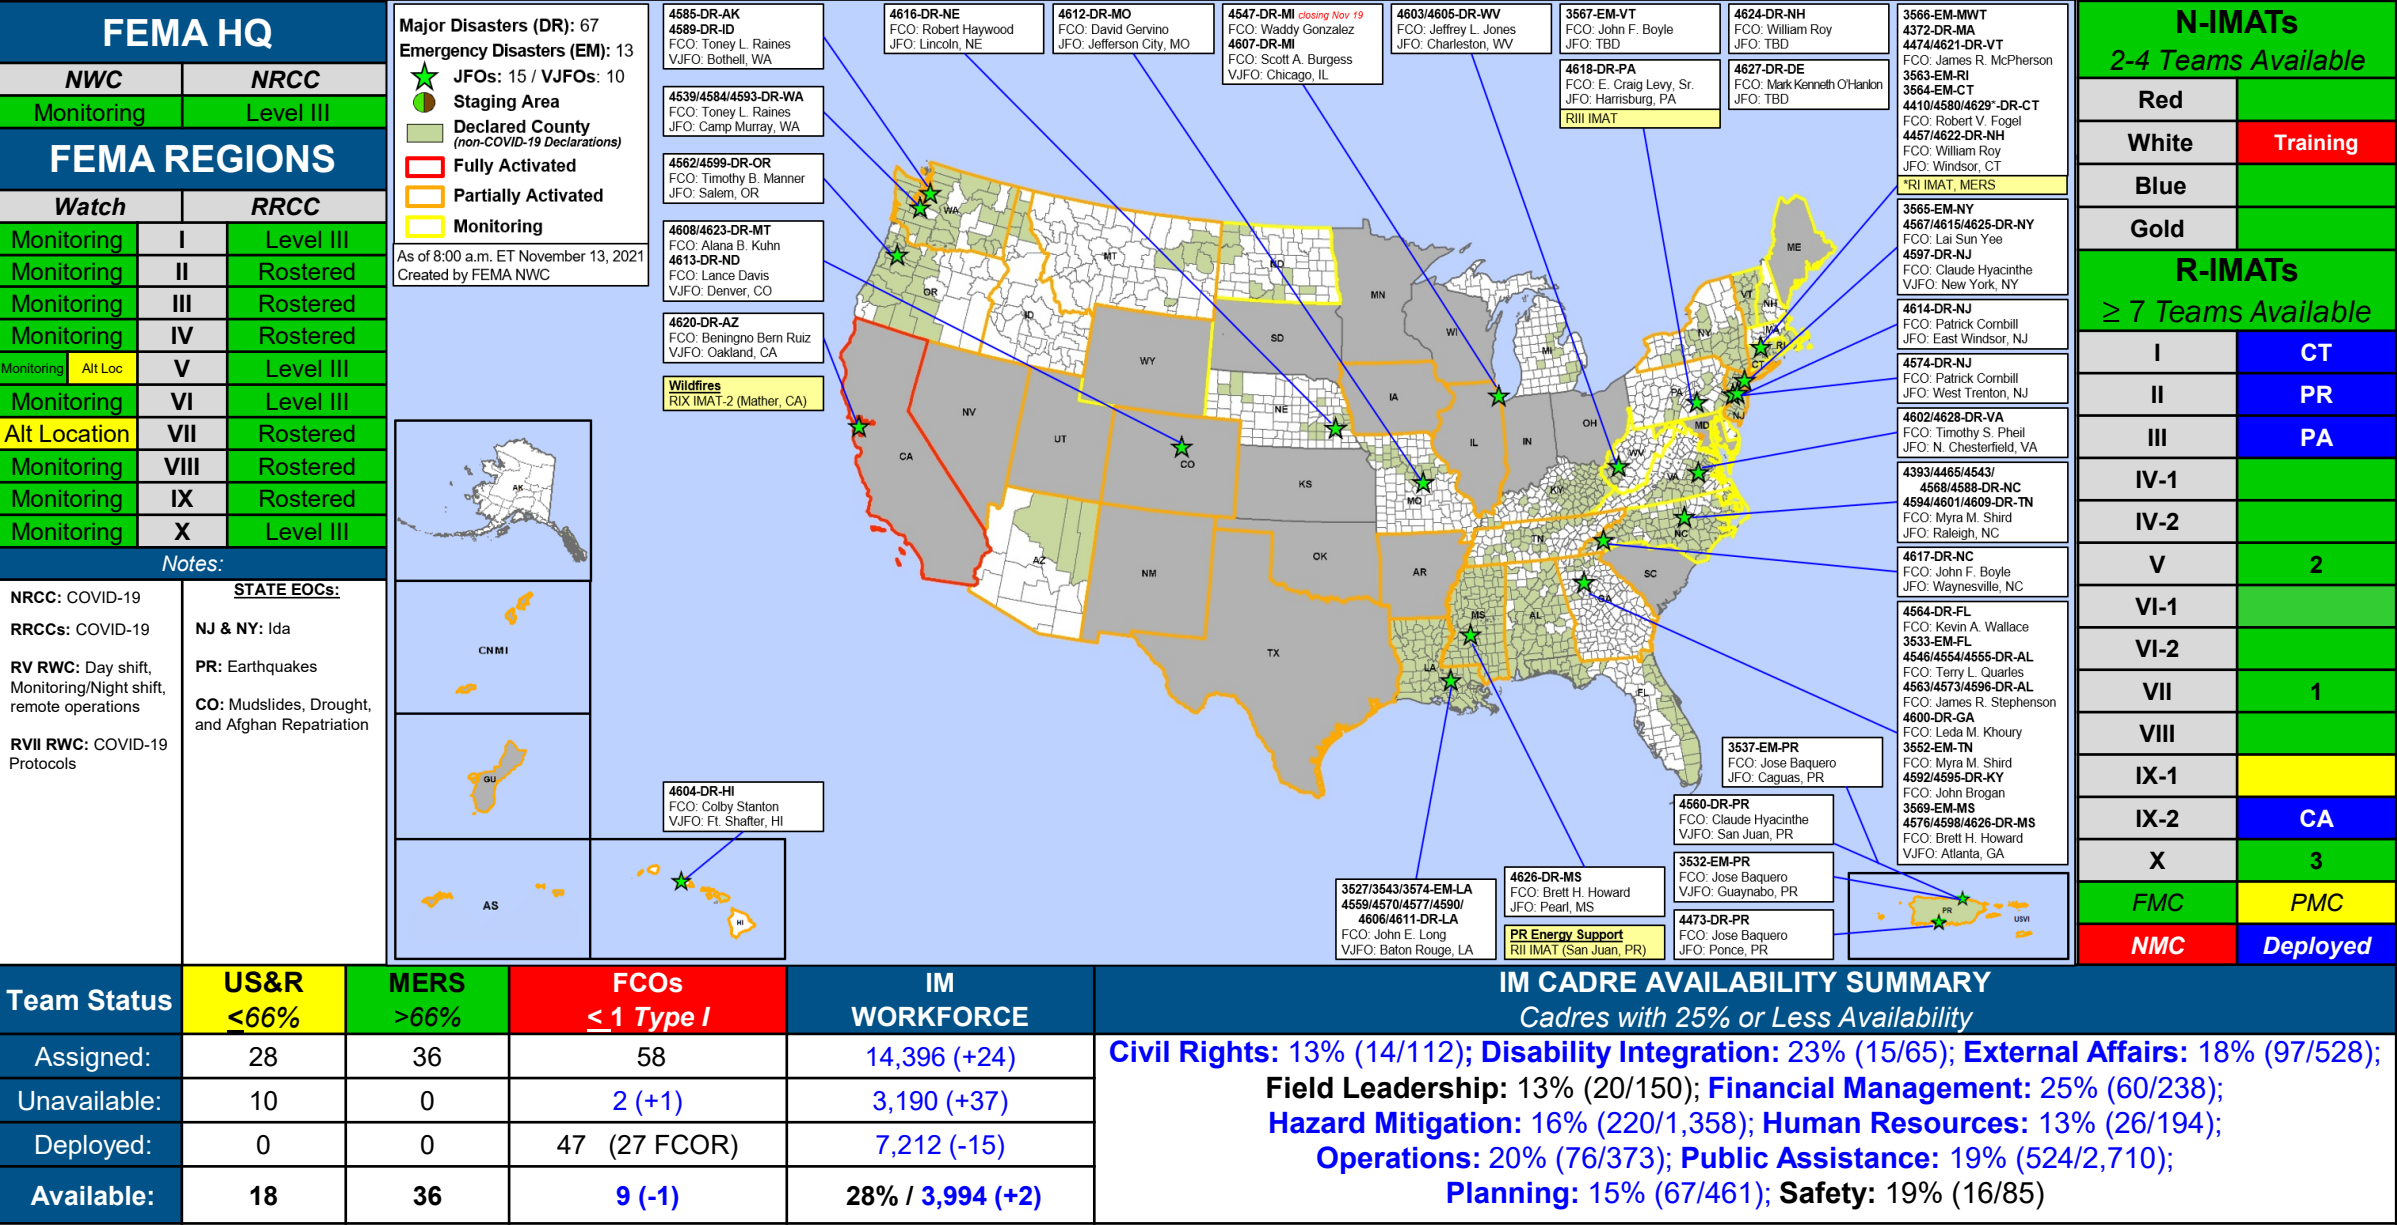 FEMA HQ
NWC NRCC
Monitoring Level III
FEMA REGIONS
Watch RRCC
Monitoring I Level III
Monitoring II Rostered
Monitoring III Rostered
Monitoring IV Rostered
Monitoring Alt Loc V Level III
Monitoring VI Level III
Alt Location VII Rostered
Monitoring VIII Rostered
Monitoring IX Rostered
Monitoring X Level III
Notes:
NRCC: COVID-19
RRCCs: COVID-19
RV RWC: Day shift,
Monitoring/Night shift,
remote operations
RVII RWC: COVID-19
Protocols
STATE EOCs:
NJ & NY: Ida
PR: Earthquakes
CO: Mudslides, Drought,
and Afghan Repatriation
Major Disasters (DR): 67
Emergency Disasters (EM): 13
JFOs: 15 / VJFOs: 10
Staging Area
Declared County
(non-COVID-19 Declarations)
Fully Activated
Partially Activated
Monitoring
As of 8:00 a.m. ET November 13, 2021
Created by FEMA NWC
4585-DR-AK
4589-DR-ID
FCO: Toney L. Raines
VJFO: Bothell, WA
4539/4584/4593-DR-WA
FCO: Toney L. Raines
JFO: Camp Murray, WA
4562/4599-DR-OR
FCO: Timothy B. Manner
JFO: Salem, OR
4608/4623-DR-MT
FCO: Alana B. Kuhn
4613-DR-ND
FCO: Lance Davis
VJFO: Denver, CO
4620-DR-AZ
FCO: Beningno Bern Ruiz
VJFO: Oakland, CA
Wildfires
RIX IMAT-2 (Mather, CA)
4616-DR-NE
FCO: Robert Haywood
JFO: Lincoln, NE
4612-DR-MO
FCO: David Gervino
JFO: Jefferson City, MO
4547-DR-MI closing Nov 19
FCO: Waddy Gonzalez
4607-DR-MI
FCO: Scott A. Burgess
VJFO: Chicago, IL
4603/4605-DR-WV
FCO: Jeffrey L. Jones
JFO: Charleston, WV
3567-EM-VT
FCO: John F. Boyle
JFO: TBD
4618-DR-PA
FCO: E. Craig Levy, Sr.
JFO: Harrisburg, PA
RIII IMAT
4624-DR-NH
FCO: William Roy
JFO: TBD
4627-DR-DE
FCO: Mark Kenneth O'Hanlon
JFO: TBD
3566-EM-MWT
4372-DR-MA
4474/4621-DR-VT
FCO: James R. McPherson
3563-EM-RI
3564-EM-CT
4410/4580/4629*-DR-CT
FCO: Robert V. Fogel
4457/4622-DR-NH
FCO: William Roy
JFO: Windsor, CT
*RI IMAT, MERS
3565-EM-NY
4567/4615/4625-DR-NY
FCO: Lai Sun Yee
4597-DR-NJ
FCO: Claude Hyacinthe
VJFO: New York, NY
4614-DR-NJ
FCO: Patrick Cornbill
JFO: East Windsor, NJ
4574-DR-NJ
FCO: Patrick Cornbill
JFO: West Trenton, NJ
4602/4628-DR-VA
FCO: Timothy S. Pheil
JFO: N. Chesterfield, VA
4393/4465/4543/
4568/4588-DR-NC
4594/4601/4609-DR-TN
FCO: Myra M. Shird
JFO: Raleigh, NC
4617-DR-NC
FCO: John F. Boyle
JFO: Waynesville, NC
4564-DR-FL
FCO: Kevin A. Wallace
3533-EM-FL
4546/4554/4555-DR-AL
FCO: Terry L. Quarles
4563/4573/4596-DR-AL
FCO: James R. Stephenson
4600-DR-GA
FCO: Leda M. Khoury
3552-EM-TN
FCO: Myra M. Shird
4592/4595-DR-KY
FCO: John Brogan
3569-EM-MS
4576/4598/4626-DR-MS
FCO: Brett H. Howard
VJFO: Atlanta, GA
3537-EM-PR
FCO: Jose Baquero
JFO: Caguas, PR
4560-DR-PR
FCO: Claude Hyacinthe
VJFO: San Juan, PR
3532-EM-PR
FCO: Jose Baquero
VJFO: Guaynabo, PR
4473-DR-PR
FCO: Jose Baquero
JFO: Ponce, PR
4626-DR-MS
FCO: Brett H. Howard
JFO: Pearl, MS
PR Energy Support
RII IMAT (San Juan, PR)
3527/3543/3574-EM-LA
4559/4570/4577/4590/
4606/4611-DR-LA
FCO: John E. Long
VJFO: Baton Rouge, LA
4604-DR-HI
FCO: Colby Stanton
VJFO: Ft. Shafter, HI
WA
MT
ND
MN
ME
OR
ID
WY
SD
WI
MI
NY
VT
NH
MA
RI
CT
NV
UT
CO
NE
IA
IL
IN
OH
PA
NJ
MD
WV
VA
CA
AZ
NM
KS
MO
KY
TN
NC
SC
OK
AR
TX
LA
MS
AL
GA
FL
AK
CNMI
GU
AS
HI
PR
USVI
N-IMATs
2-4 Teams Available
Red
White Training
Blue
Gold
R-IMATs
≥ 7 Teams Available
I CT
II PR
III PA
IV-1
IV-2
V 2
VI-1
VI-2
VII 1
VIII
IX-1
IX-2 CA
X 3
FMC PMC
NMC Deployed
Team Status US&R ≤66% MERS >66% FCOs ≤ 1 Type I IM WORKFORCE
Assigned: 28 36 58 14,396 (+24)
Unavailable: 10 0 2 (+1) 3,190 (+37)
Deployed: 0 0 47 (27 FCOR) 7,212 (-15)
Available: 18 36 9 (-1) 28% / 3,994 (+2)
IM CADRE AVAILABILITY SUMMARY
Cadres with 25% or Less Availability
Civil Rights: 13% (14/112); Disability Integration: 23% (15/65); External Affairs: 18% (97/528);
Field Leadership: 13% (20/150); Financial Management: 25% (60/238);
Hazard Mitigation: 16% (220/1,358); Human Resources: 13% (26/194);
Operations: 20% (76/373); Public Assistance: 19% (524/2,710);
Planning: 15% (67/461); Safety: 19% (16/85)